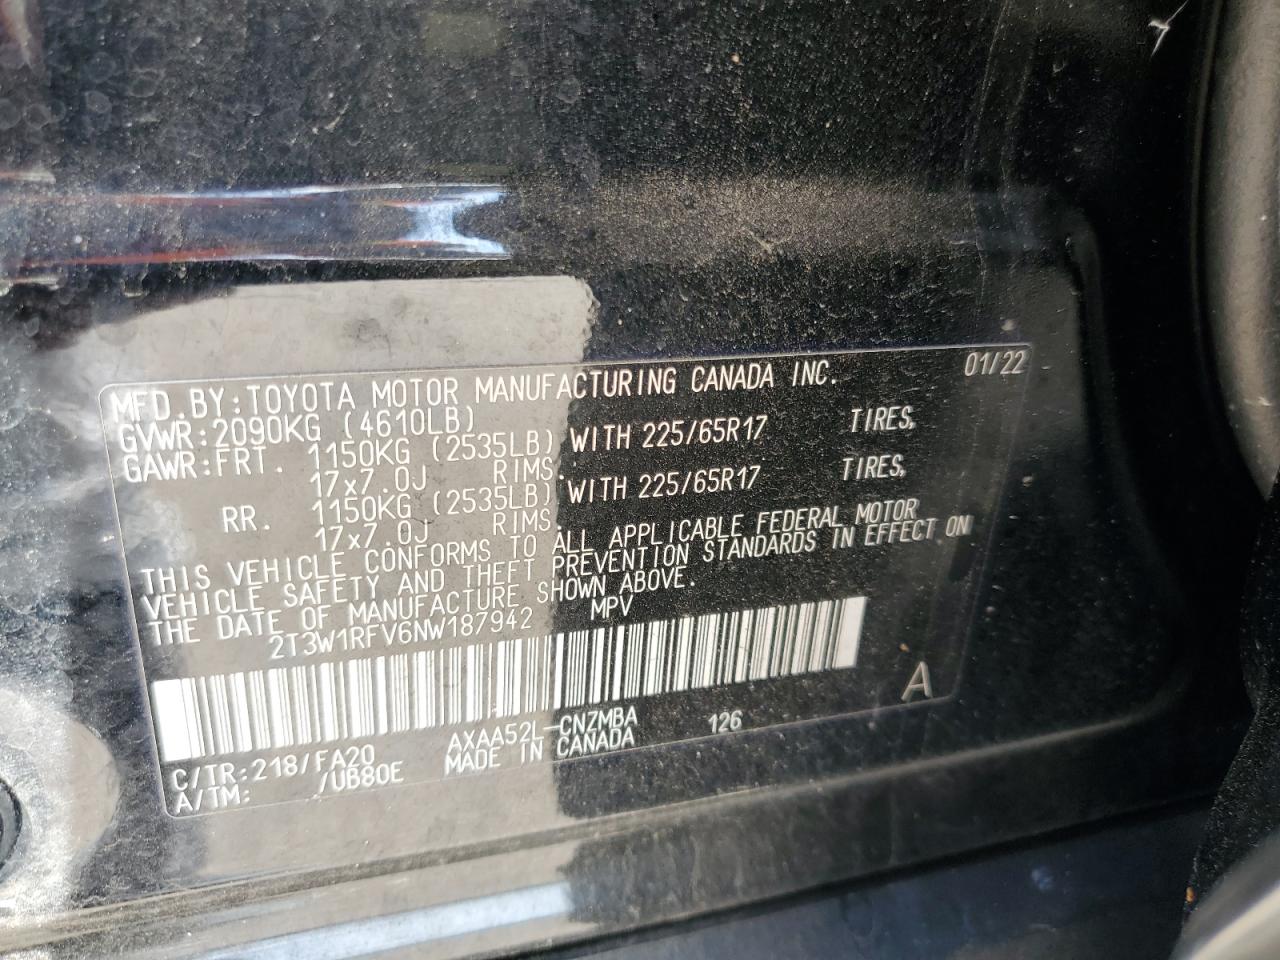 MFD.BY:TOYOTA MOTOR MANUFACTURING CANADA INC. 01/22
GVWR:2090KG (4610LB)
GAWR:FRT. 1150KG (2535LB) WITH 225/65R17 TIRES,
17x7.0J RIMS.
RR. 1150KG (2535LB) WITH 225/65R17 TIRES,
17x7.0J RIMS.
THIS VEHICLE CONFORMS TO ALL APPLICABLE FEDERAL MOTOR
VEHICLE SAFETY AND THEFT PREVENTION STANDARDS IN EFFECT ON
THE DATE OF MANUFACTURE SHOWN ABOVE.
2T3W1RFV6NW187942 MPV
A
C/TR:218/FA20 AXAA52L-CNZMBA 126
A/TM: /UB80E MADE IN CANADA